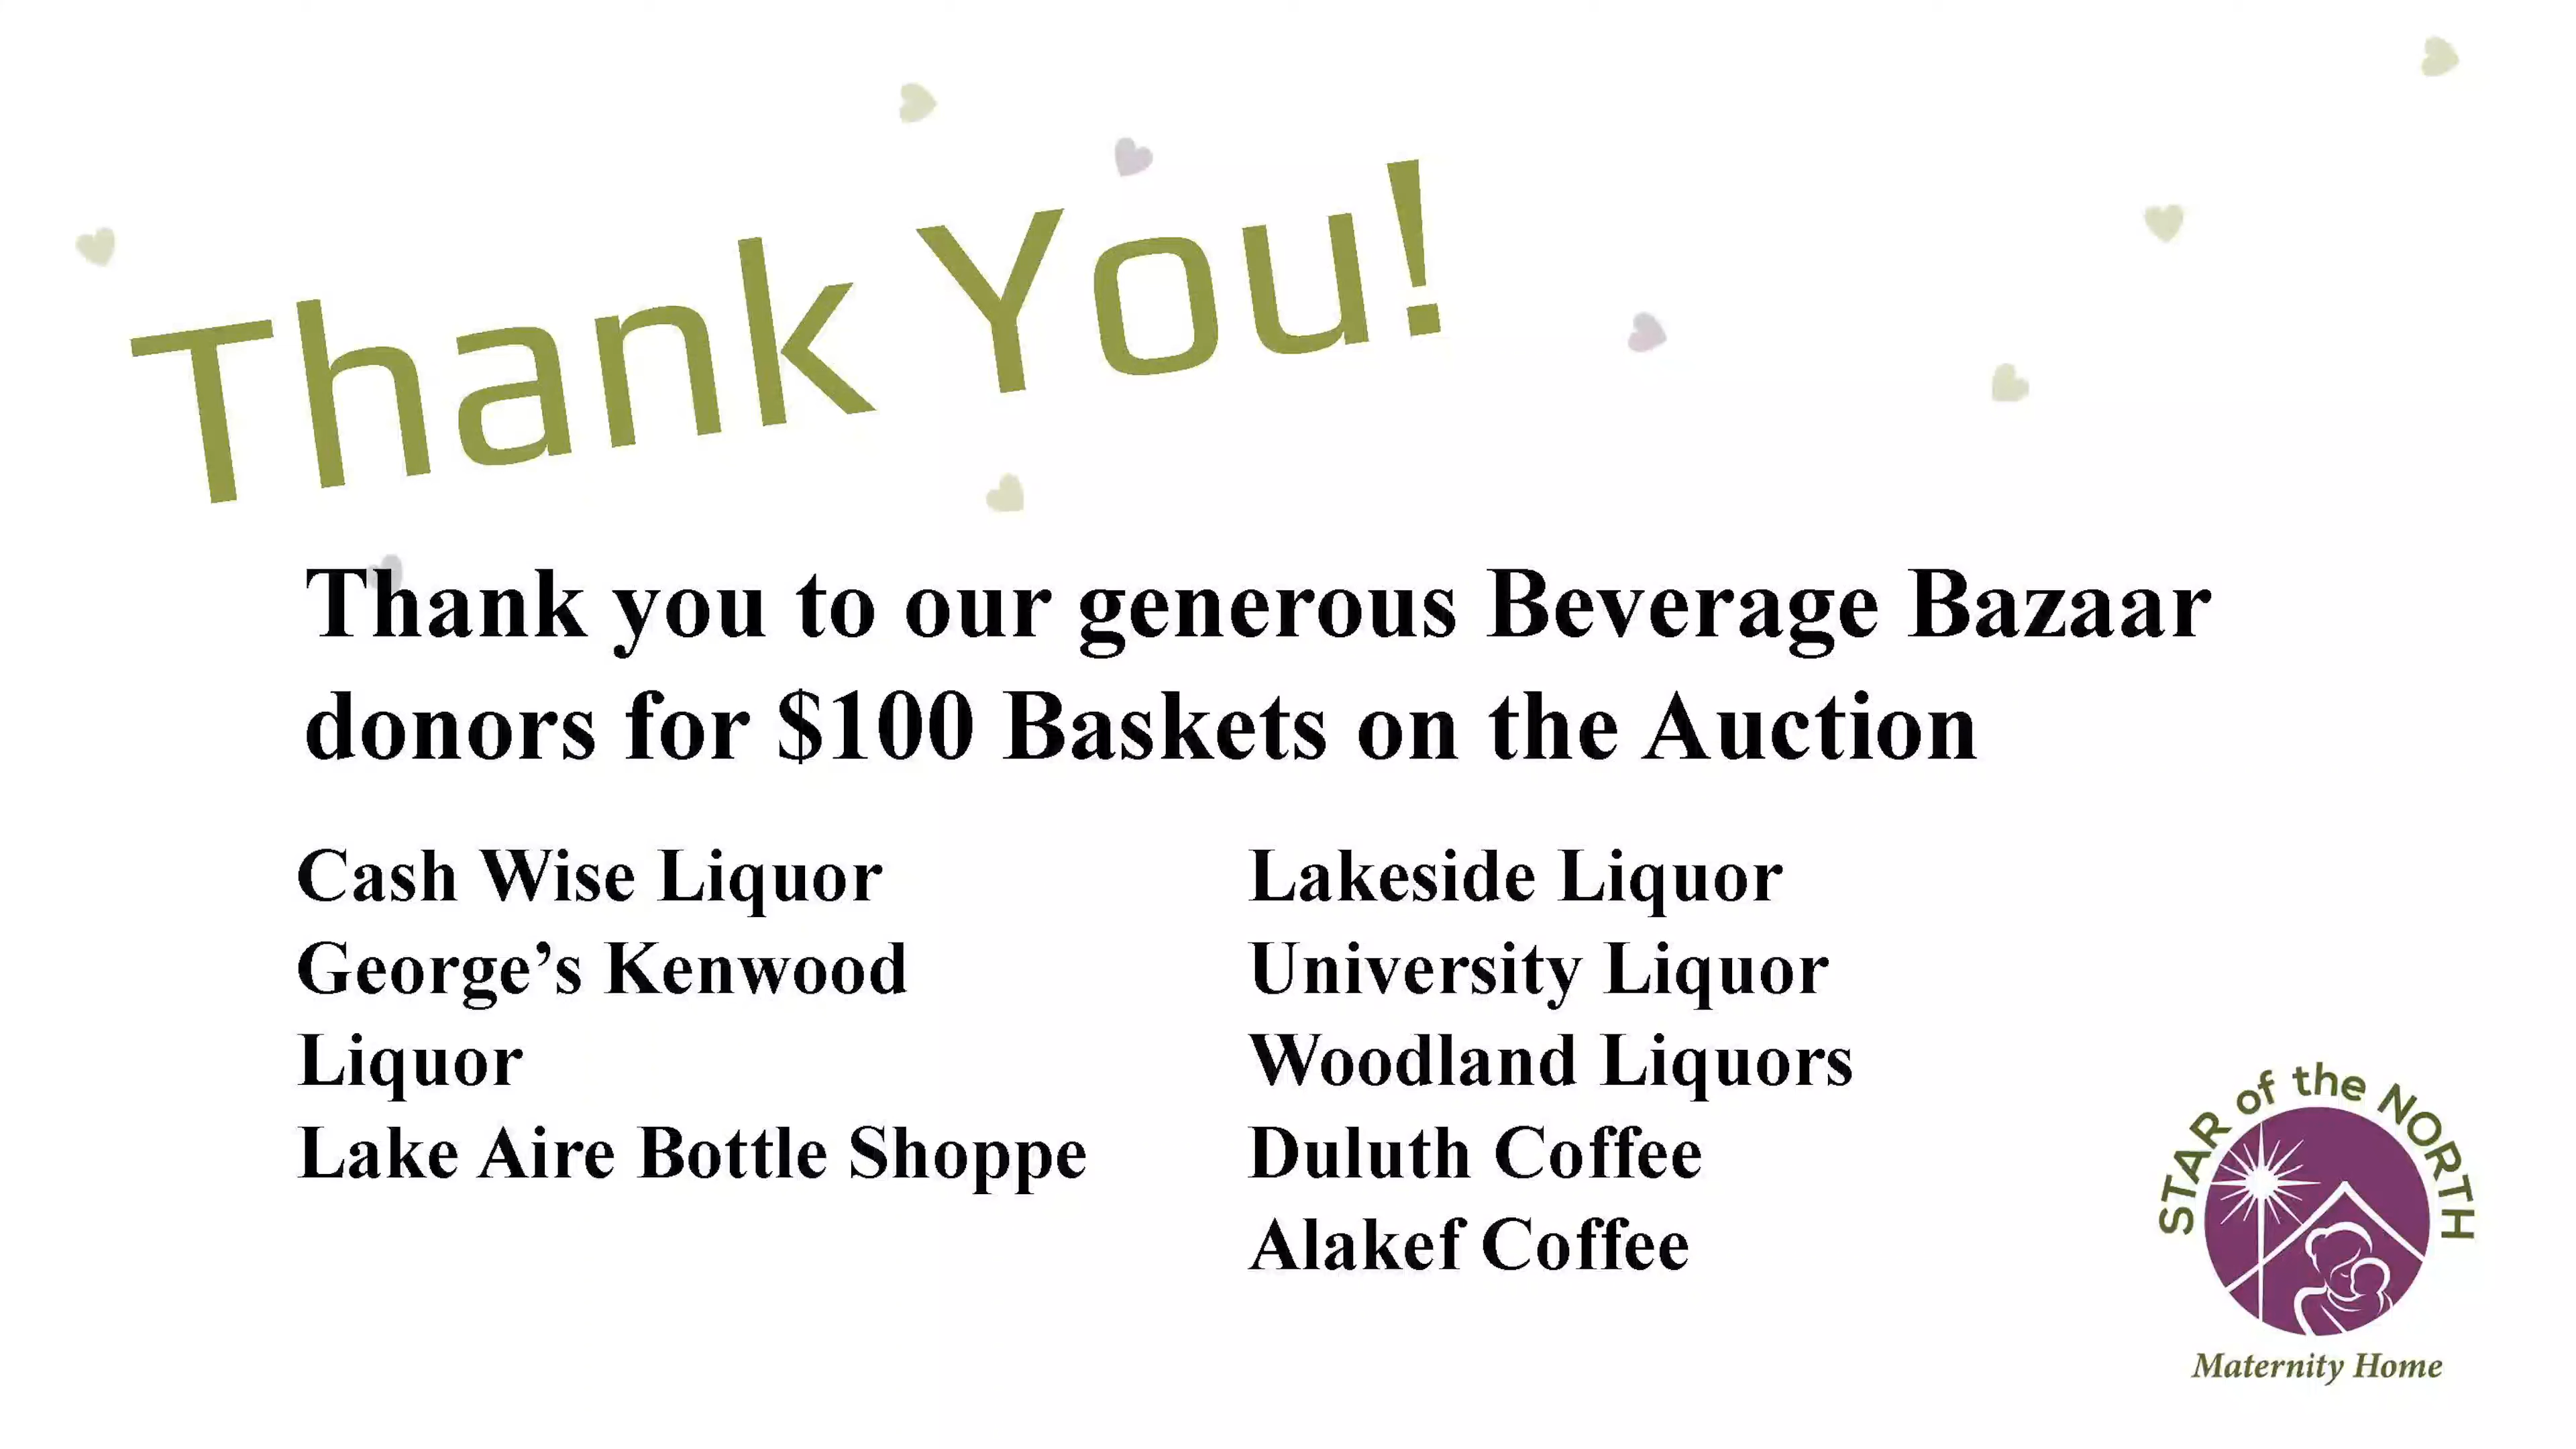 Thank You!
Thank you to our generous Beverage Bazaar
donors for $100 Baskets on the Auction
Cash Wise Liquor
George’s Kenwood
Liquor
Lake Aire Bottle Shoppe
Lakeside Liquor
University Liquor
Woodland Liquors
Duluth Coffee
Alakef Coffee
STAR of the NORTH
Maternity Home